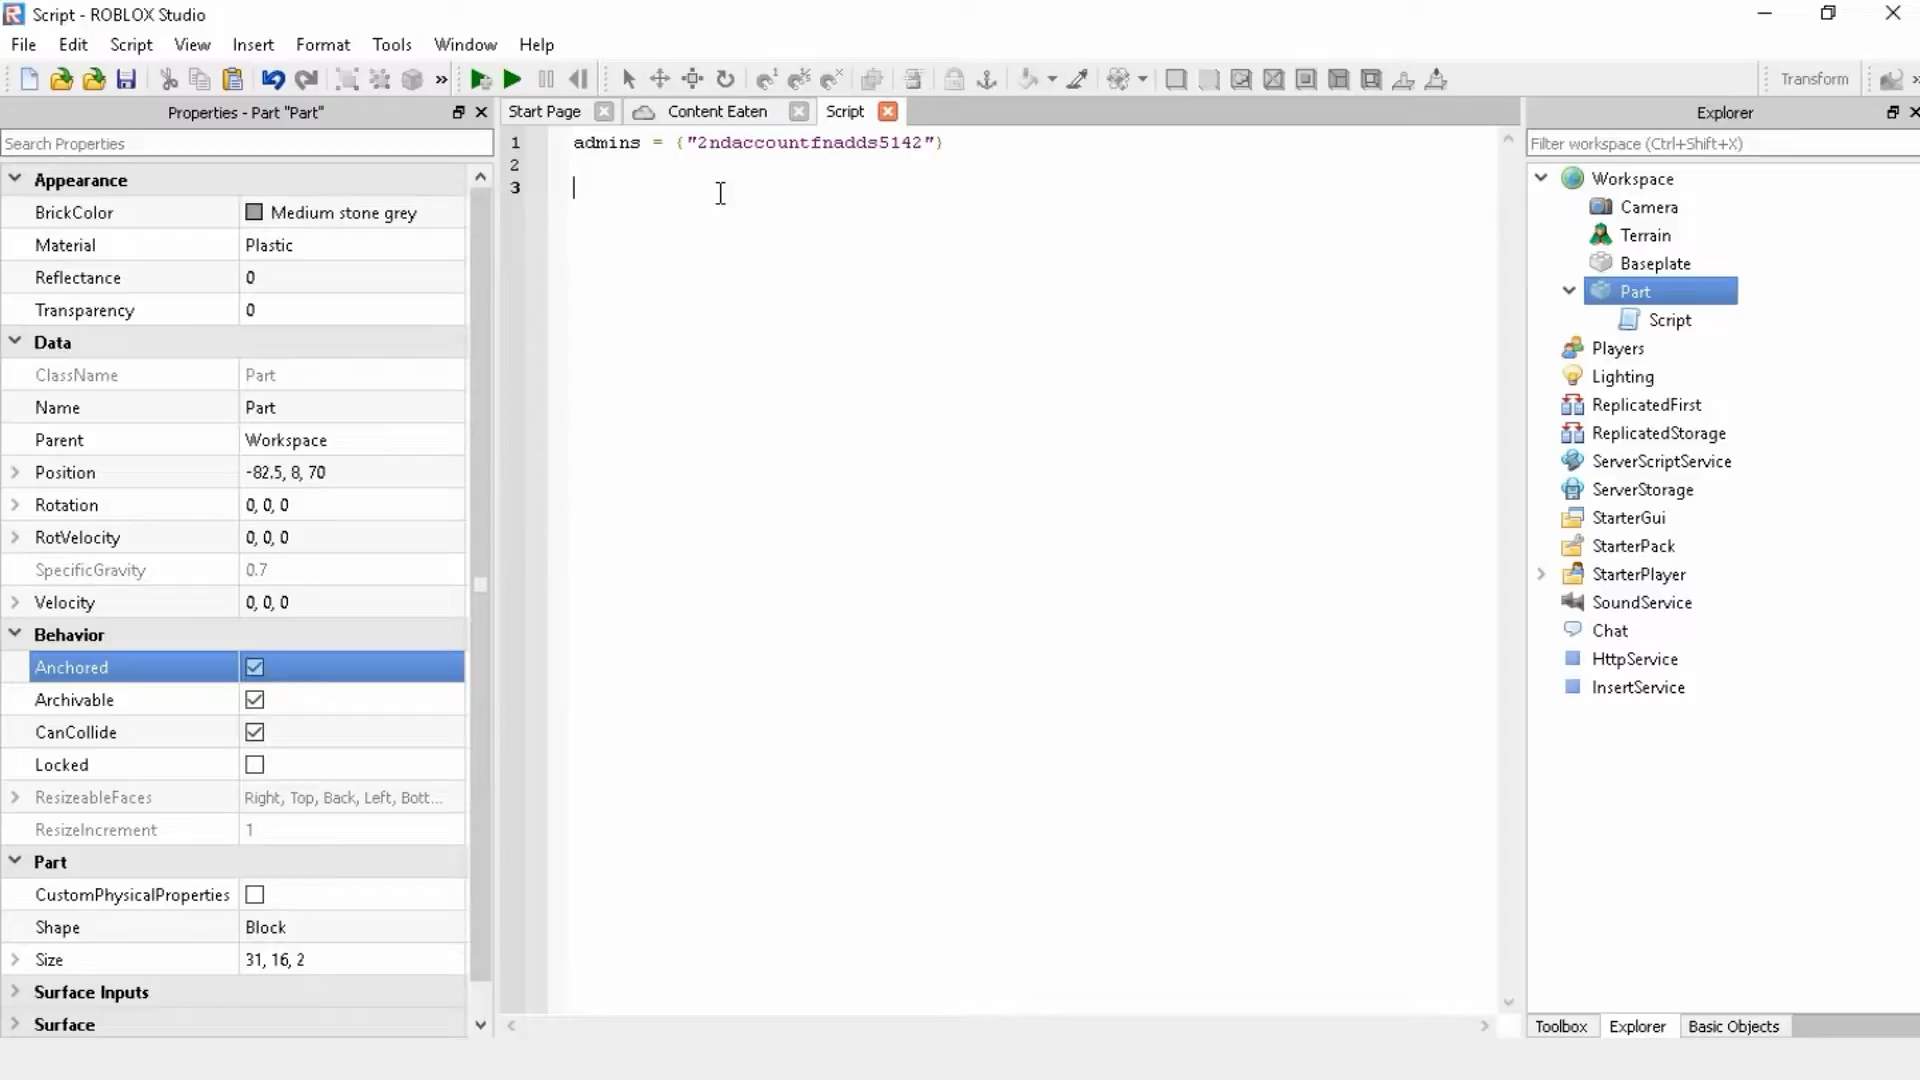 Script - ROBLOX Studio
File Edit Script View Insert Format Tools Window Help
» Transform »
Properties - Part "Part"
Search Properties
Appearance
BrickColor Medium stone grey
Material Plastic
Reflectance 0
Transparency 0
Data
ClassName Part
Name Part
Parent Workspace
Position -82.5, 8, 70
Rotation 0, 0, 0
RotVelocity 0, 0, 0
SpecificGravity 0.7
Velocity 0, 0, 0
Behavior
Anchored
Archivable
CanCollide
Locked
ResizeableFaces Right, Top, Back, Left, Bott...
ResizeIncrement 1
Part
CustomPhysicalProperties
Shape Block
Size 31, 16, 2
Surface Inputs
Surface
Start Page Content Eaten Script
1 admins = {"2ndaccountfnadds5142"}
2
3
Explorer
Filter workspace (Ctrl+Shift+X)
Workspace
Camera
Terrain
Baseplate
Part
Script
Players
Lighting
ReplicatedFirst
ReplicatedStorage
ServerScriptService
ServerStorage
StarterGui
StarterPack
StarterPlayer
SoundService
Chat
HttpService
InsertService
Toolbox Explorer Basic Objects